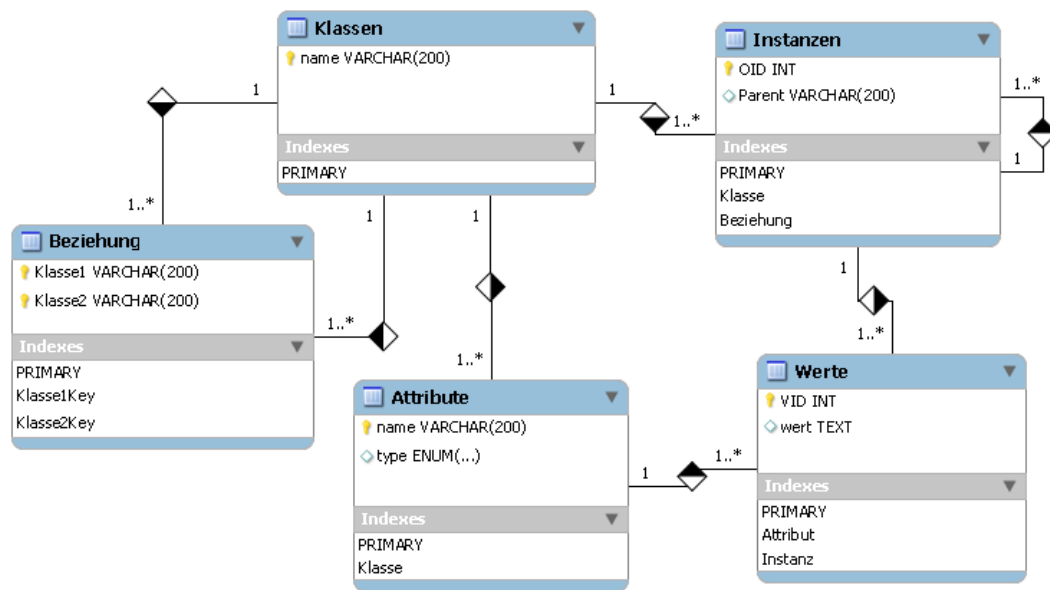 Klassen
name VARCHAR(200)
Indexes
PRIMARY
1
1
1
1
Instanzen
OID INT
Parent VARCHAR(200)
Indexes
PRIMARY
Klasse
Beziehung
1..*
1..*
1
1..*
1
1..*
Beziehung
Klasse1 VARCHAR(200)
Klasse2 VARCHAR(200)
Indexes
PRIMARY
Klasse1Key
Klasse2Key
1..*
1..*
Attribute
name VARCHAR(200)
type ENUM(...)
Indexes
PRIMARY
Klasse
1
1..*
1..*
Werte
VID INT
wert TEXT
Indexes
PRIMARY
Attribut
Instanz